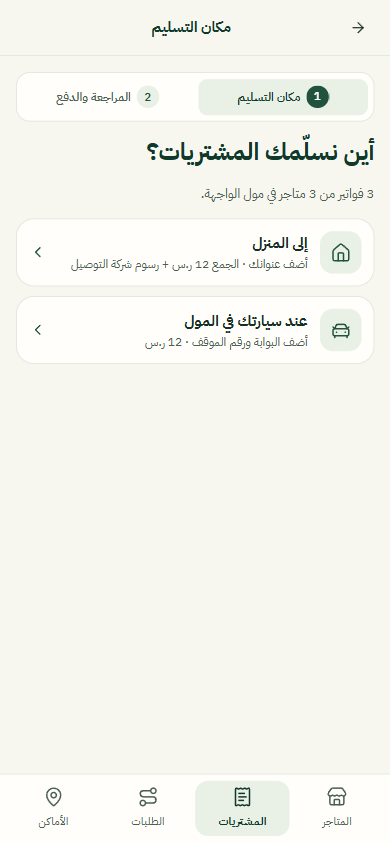 مكان التسليم
1 مكان التسليم
2 المراجعة والدفع
أين نسلّمك المشتريات؟
3 فواتير من 3 متاجر في مول الواجهة.
إلى المنزل
أضف عنوانك · الجمع 12 ر.س + رسوم شركة التوصيل
عند سيارتك في المول
أضف البوابة ورقم الموقف · 12 ر.س
المتاجر
المشتريات
الطلبات
الأماكن